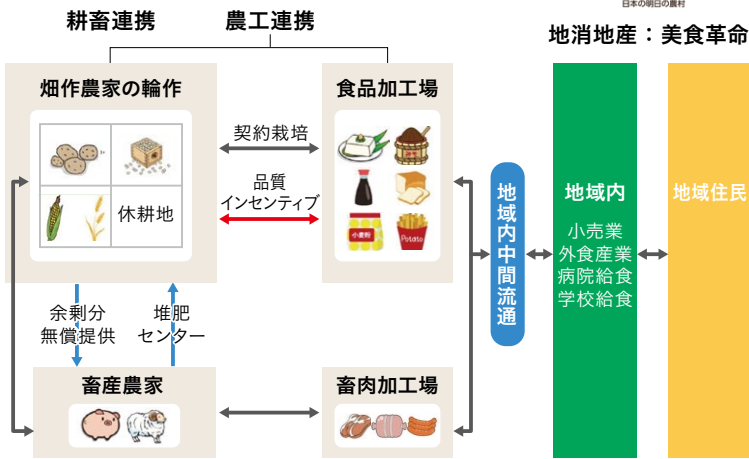 日本の明日の農村
耕畜連携
農工連携
地消地産：美食革命
畑作農家の輪作
休耕地
契約栽培
品質
インセンティブ
食品加工場
小麦粉
Potato
地域内中間流通
地域内
小売業
外食産業
病院給食
学校給食
地域住民
余剰分
無償提供
堆肥
センター
畜産農家
畜肉加工場